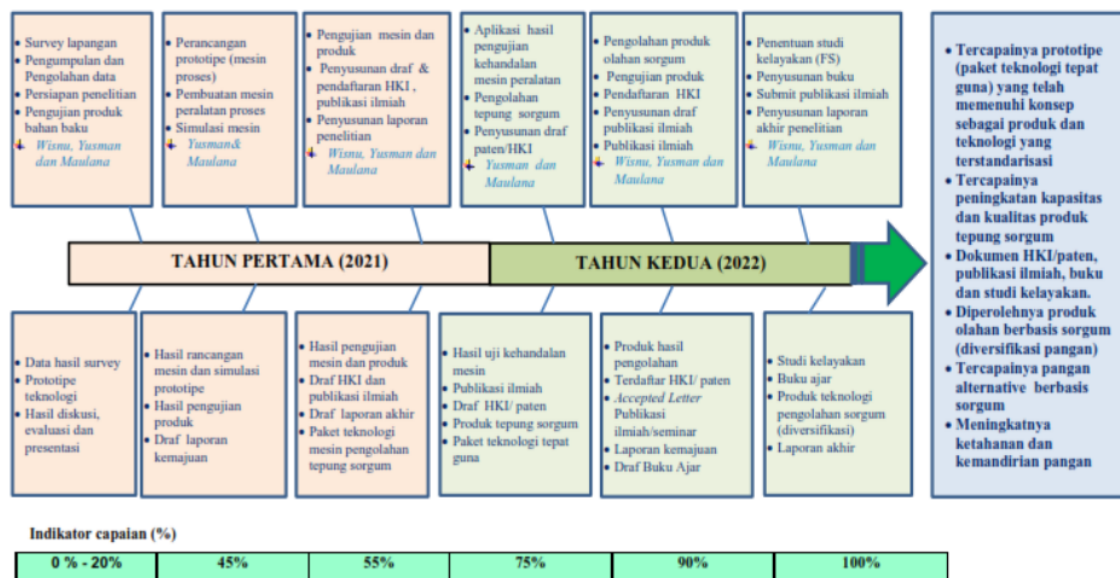 • Survey lapangan
• Pengumpulan dan
Pengolahan data
• Persiapan penelitian
• Pengujian produk
bahan baku
Wisnu, Yusman
dan Maulana
• Perancangan
prototipe (mesin
proses)
• Pembuatan mesin
peralatan proses
• Simulasi mesin
Yusman&
Maulana
• Pengujian mesin dan
produk
• Penyusunan draf &
pendaftaran HKI ,
publikasi ilmiah
• Penyusunan laporan
penelitian
Wisnu, Yusman dan
Maulana
• Aplikasi hasil
pengujian
kehandalan
mesin peralatan
• Pengolahan
tepung sorgum
• Penyusunan draf
paten/HKI
Yusman dan
Maulana
• Pengolahan produk
olahan sorgum
• Pengujian produk
• Pendaftaran HKI
• Penyusunan draf
publikasi ilmiah
• Publikasi ilmiah
Wisnu, Yusman dan
Maulana
• Penentuan studi
kelayakan (FS)
• Penyusunan buku
• Submit publikasi ilmiah
• Penyusunan laporan
akhir penelitian
Wisnu, Yusman dan
Maulana
TAHUN PERTAMA (2021)
TAHUN KEDUA (2022)
• Data hasil survey
• Prototipe
teknologi
• Hasil diskusi,
evaluasi dan
presentasi
• Hasil rancangan
mesin dan simulasi
prototipe
• Hasil pengujian
produk
• Draf laporan
kemajuan
• Hasil pengujian
mesin dan produk
• Draf HKI dan
publikasi ilmiah
• Draf laporan akhir
• Paket teknologi
mesin pengolahan
tepung sorgum
• Hasil uji kehandalan
mesin
• Publikasi ilmiah
• Draf HKI/ paten
• Produk tepung sorgum
• Paket teknologi tepat
guna
• Produk hasil
pengolahan
• Terdaftar HKI/ paten
• Accepted Letter
Publikasi
ilmiah/seminar
• Laporan kemajuan
• Draf Buku Ajar
• Studi kelayakan
• Buku ajar
• Produk teknologi
pengolahan sorgum
(diversifikasi)
• Laporan akhir
• Tercapainya prototipe
(paket teknologi tepat
guna) yang telah
memenuhi konsep
sebagai produk dan
teknologi yang
terstandarisasi
• Tercapainya
peningkatan kapasitas
dan kualitas produk
tepung sorgum
• Dokumen HKI/paten,
publikasi ilmiah, buku
dan studi kelayakan.
• Diperolehnya produk
olahan berbasis sorgum
(diversifikasi pangan)
• Tercapainya pangan
alternative berbasis
sorgum
• Meningkatnya
ketahanan dan
kemandirian pangan
Indikator capaian (%)
0 % - 20% 45% 55% 75% 90% 100%